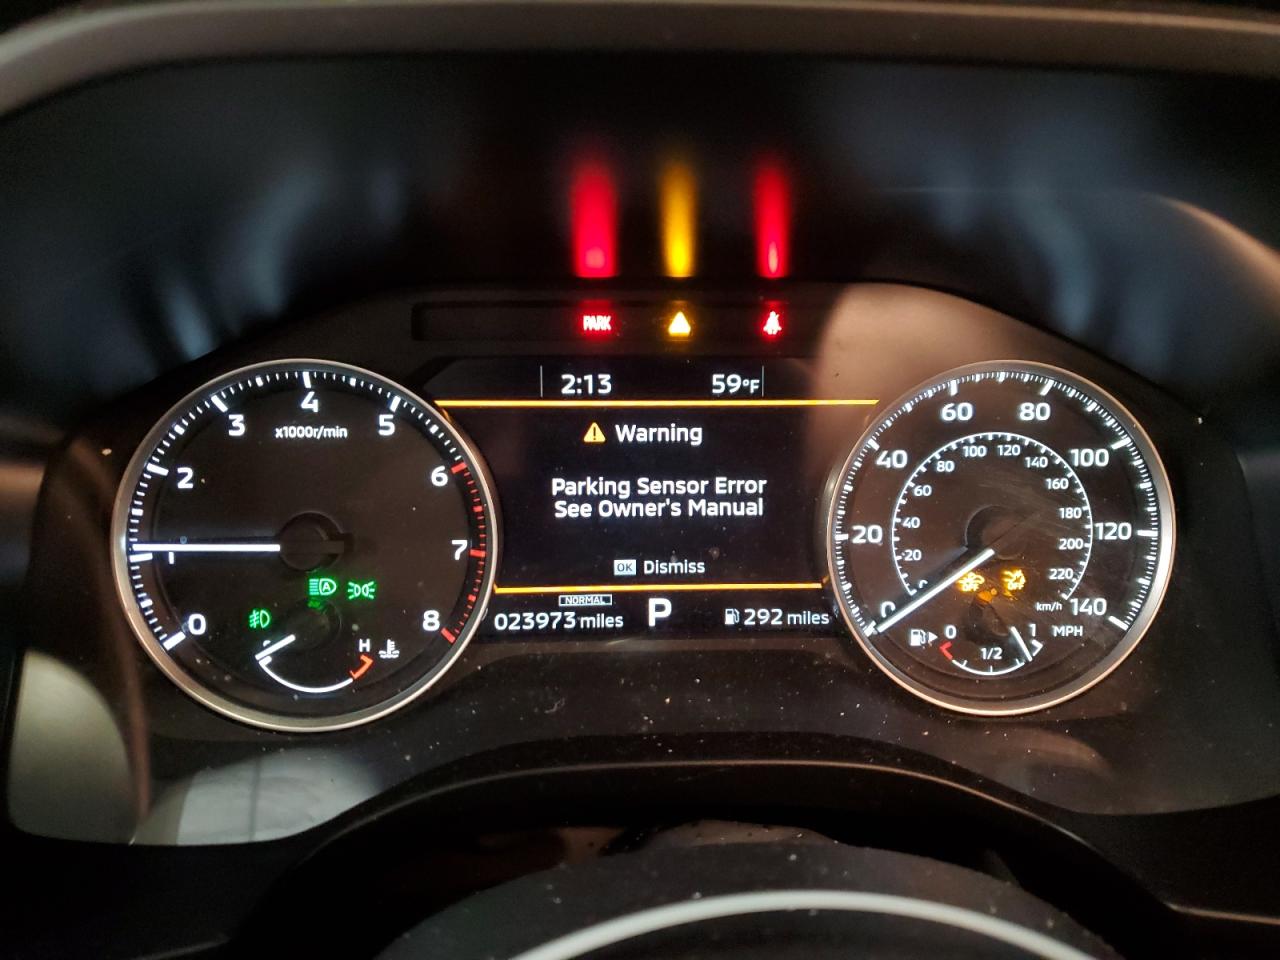 PARK
2:13 59°F
Warning
Parking Sensor Error
See Owner's Manual
OK Dismiss
NORMAL
023973 miles P 292 miles
0
1
2
3
4
5
6
7
8
x1000r/min
A
H
0
20
40
60
80
100
120
140
MPH
20
40
60
80
100
120
140
160
180
200
220
km/h
OFF OFF
0 1/2 1